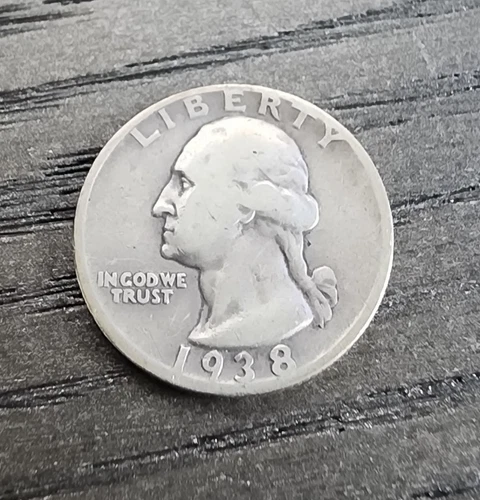 LIBERTY
IN GOD WE
TRUST
1938